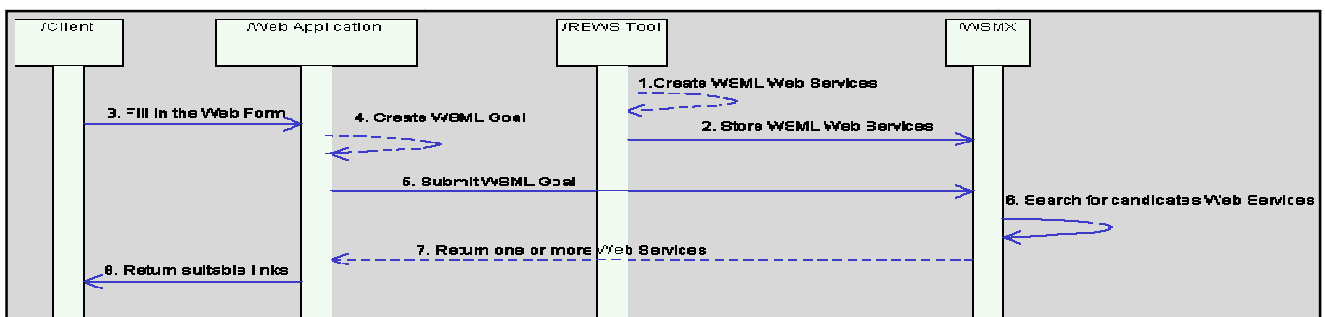 /Client
/Web Application
/REWS Tool
/WSMX
1.Create WSML Web Services
3. Fill in the Web Form
4. Create WSML Goal
2. Store WSML Web Services
5. Submit WSML Goal
6. Search for candidates Web Services
7. Return one or more Web Services
8. Return suitable links